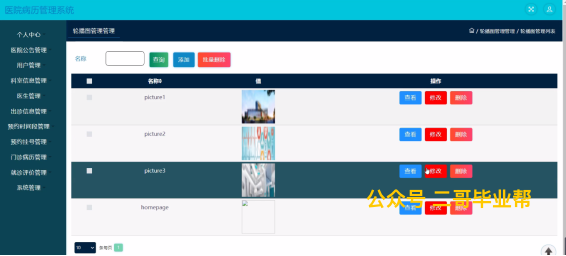 医院病历管理系统
个人中心
轮播图管理管理
/ 轮播图管理管理 / 轮播图管理列表
医院公告管理
用户管理
科室信息管理
医生管理
出诊信息管理
预约时间段管理
预约挂号管理
门诊病历管理
就诊评价管理
系统管理
名称
查询
添加
批量删除
名称 值 操作
picture1 查看 修改 删除
picture2 查看 修改 删除
picture3 查看 修改 删除
公众号 二哥毕业帮
homepage 查看 修改 删除
10 条每页 1